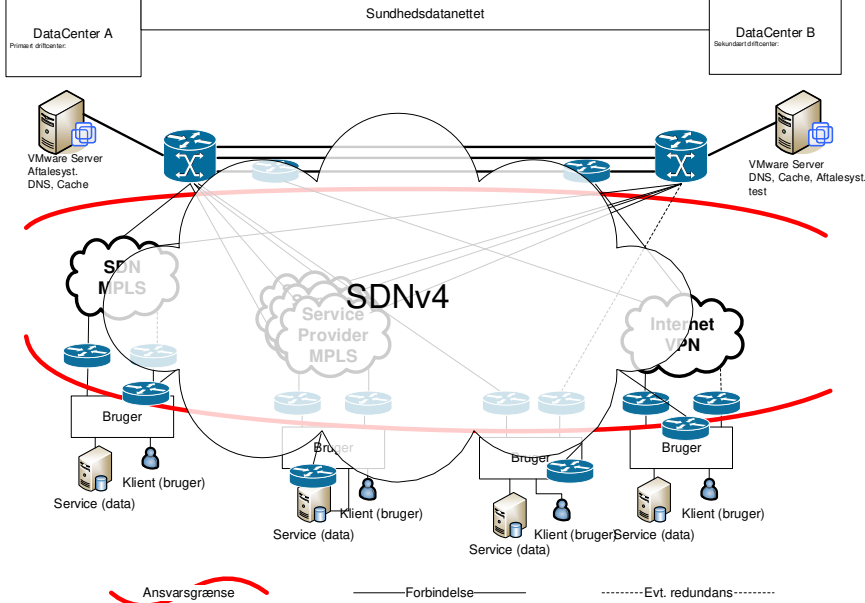 Sundhedsdatanettet
DataCenter A
Primært driftcenter:
DataCenter B
Sekundært driftcenter:
VMware Server
Aftalesyst.
DNS, Cache
VMware Server
DNS, Cache, Aftalesyst.
test
SDN
MPLS
SDNv4
Service
Provider
MPLS
Internet
VPN
Bruger
Bruger
Bruger
Bruger
Klient (bruger)
Service (data)
Klient (bruger)
Service (data)
Klient (bruger)
Service (data)
Klient (bruger)
Service (data)
Ansvarsgrænse
Forbindelse
Evt. redundans